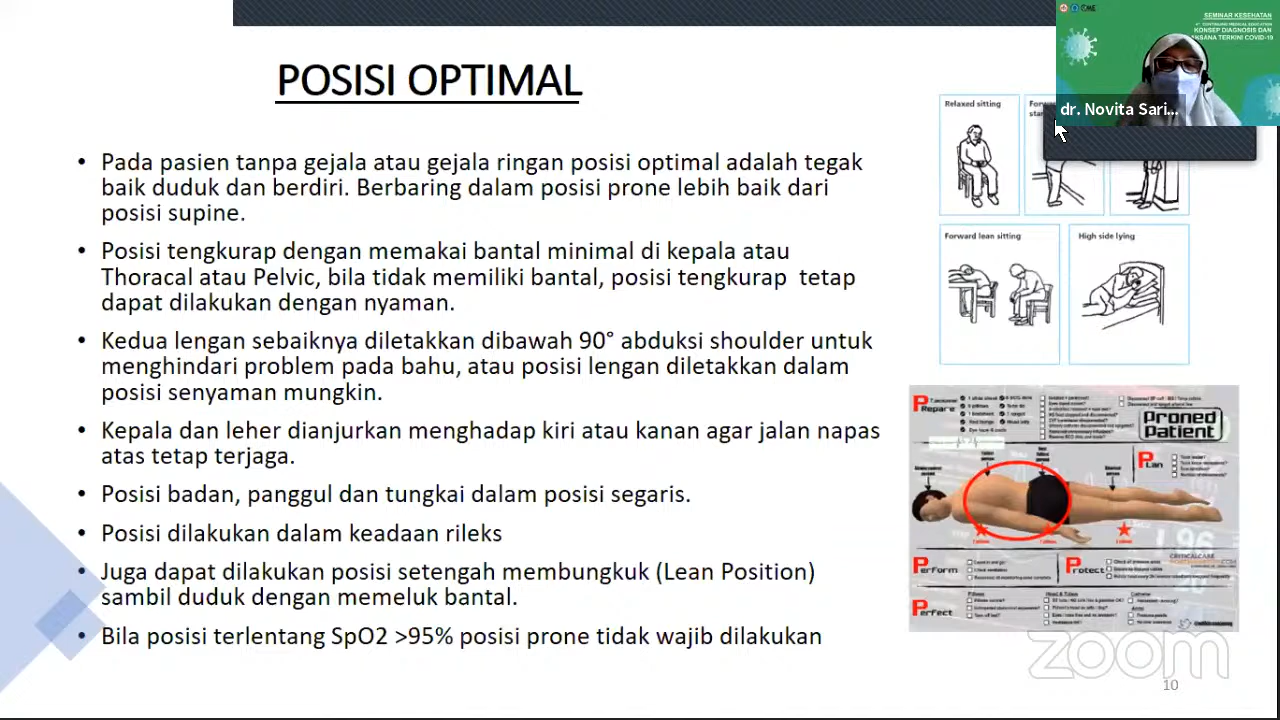 SEMINAR KESEHATAN
KONSEP DIAGNOSIS DAN
TERKINI COVID-19
dr. Novita Sari...
POSISI OPTIMAL
• Pada pasien tanpa gejala atau gejala ringan posisi optimal adalah tegak
baik duduk dan berdiri. Berbaring dalam posisi prone lebih baik dari
posisi supine.
• Posisi tengkurap dengan memakai bantal minimal di kepala atau
Thoracal atau Pelvic, bila tidak memiliki bantal, posisi tengkurap tetap
dapat dilakukan dengan nyaman.
• Kedua lengan sebaiknya diletakkan dibawah 90° abduksi shoulder untuk
menghindari problem pada bahu, atau posisi lengan diletakkan dalam
posisi senyaman mungkin.
• Kepala dan leher dianjurkan menghadap kiri atau kanan agar jalan napas
atas tetap terjaga.
• Posisi badan, panggul dan tungkai dalam posisi segaris.
• Posisi dilakukan dalam keadaan rileks
• Juga dapat dilakukan posisi setengah membungkuk (Lean Position)
sambil duduk dengan memeluk bantal.
• Bila posisi terlentang SpO2 >95% posisi prone tidak wajib dilakukan
Relaxed sitting
Forward lean sitting
High side lying
Prepare
Proned
Patient
Plan
Perform
Protect
Perfect
zoom
10